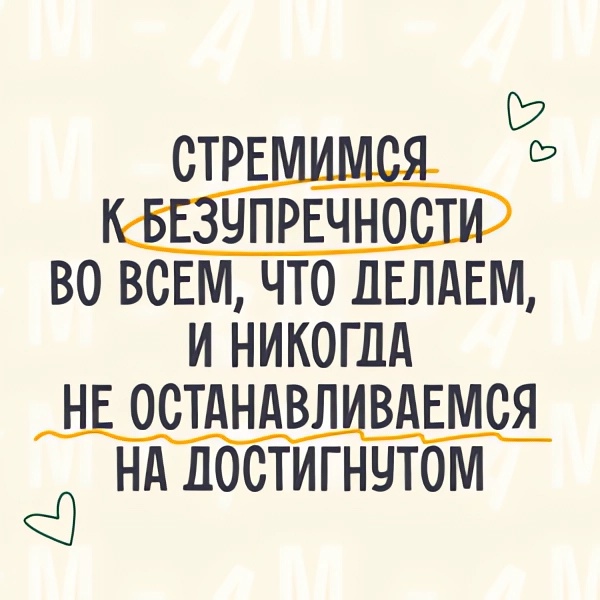 СТРЕМИМСЯ
К БЕЗУПРЕЧНОСТИ
ВО ВСЕМ, ЧТО ДЕЛАЕМ,
И НИКОГДА
НЕ ОСТАНАВЛИВАЕМСЯ
НА ДОСТИГНУТОМ